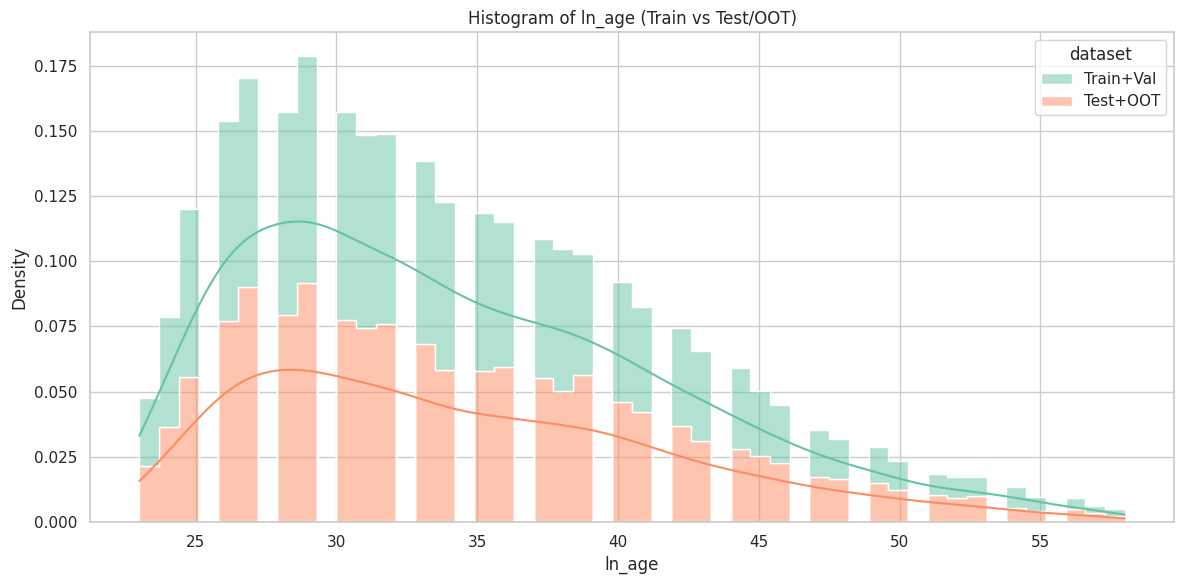 Histogram of ln_age (Train vs Test/OOT)
dataset
Train+Val
Test+OOT
0.175
0.150
0.125
0.100
0.075
0.050
0.025
0.000
Density
25 30 35 40 45 50 55
ln_age